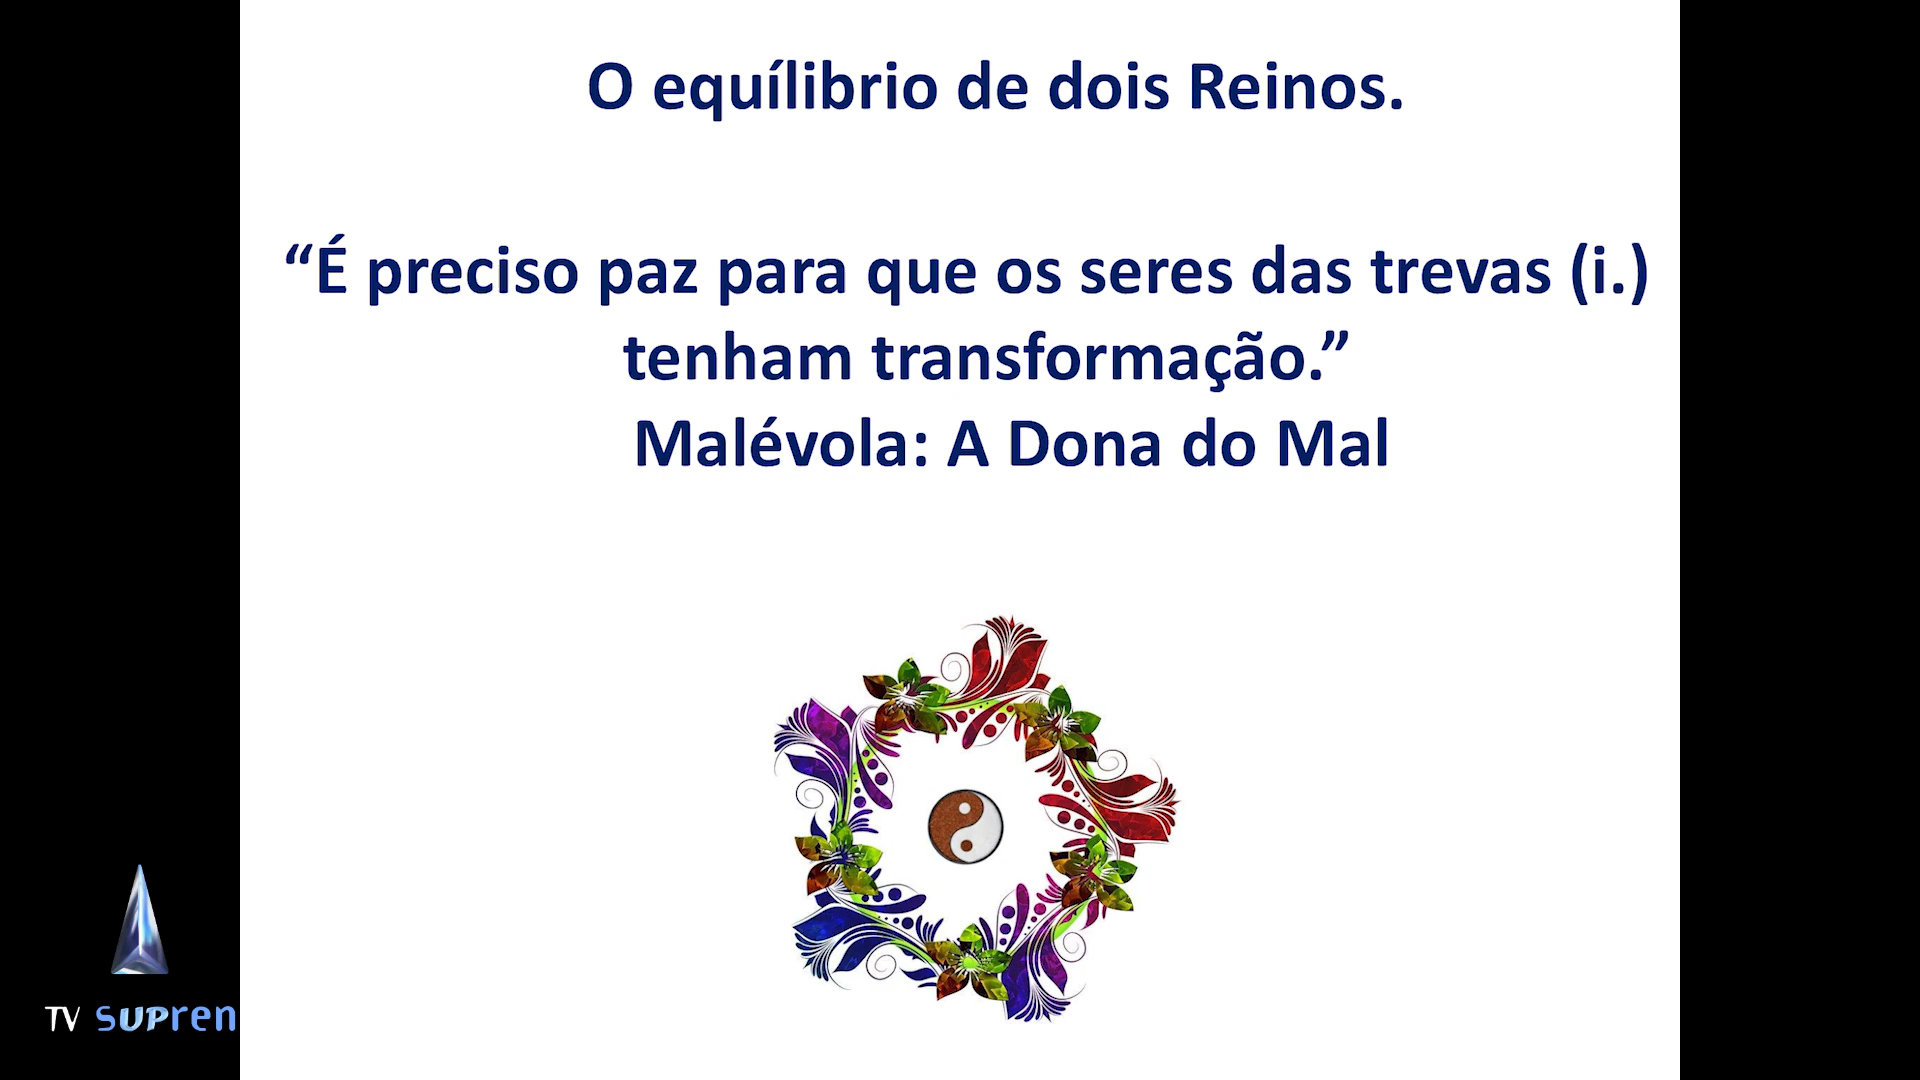 O equílibrio de dois Reinos.
“É preciso paz para que os seres das trevas (i.)
tenham transformação.”
Malévola: A Dona do Mal
TV SUPren